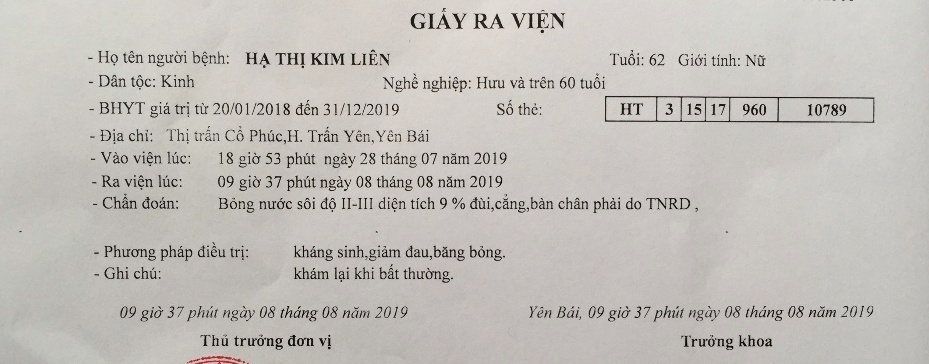 GIẤY RA VIỆN
- Họ tên người bệnh: HẠ THỊ KIM LIÊN Tuổi: 62 Giới tính: Nữ
- Dân tộc: Kinh Nghề nghiệp: Hưu và trên 60 tuổi
- BHYT giá trị từ 20/01/2018 đến 31/12/2019 Số thẻ: HT 3 15 17 960 10789
- Địa chỉ: Thị trấn Cổ Phúc,H. Trấn Yên,Yên Bái
- Vào viện lúc: 18 giờ 53 phút ngày 28 tháng 07 năm 2019
- Ra viện lúc: 09 giờ 37 phút ngày 08 tháng 08 năm 2019
- Chẩn đoán: Bỏng nước sôi độ II-III diện tích 9 % đùi,cẳng,bàn chân phải do TNRD ,
- Phương pháp điều trị: kháng sinh,giảm đau,băng bỏng.
- Ghi chú: khám lại khi bất thường.
09 giờ 37 phút ngày 08 tháng 08 năm 2019 Yên Bái, 09 giờ 37 phút ngày 08 tháng 08 năm 2019
Thủ trưởng đơn vị Trưởng khoa